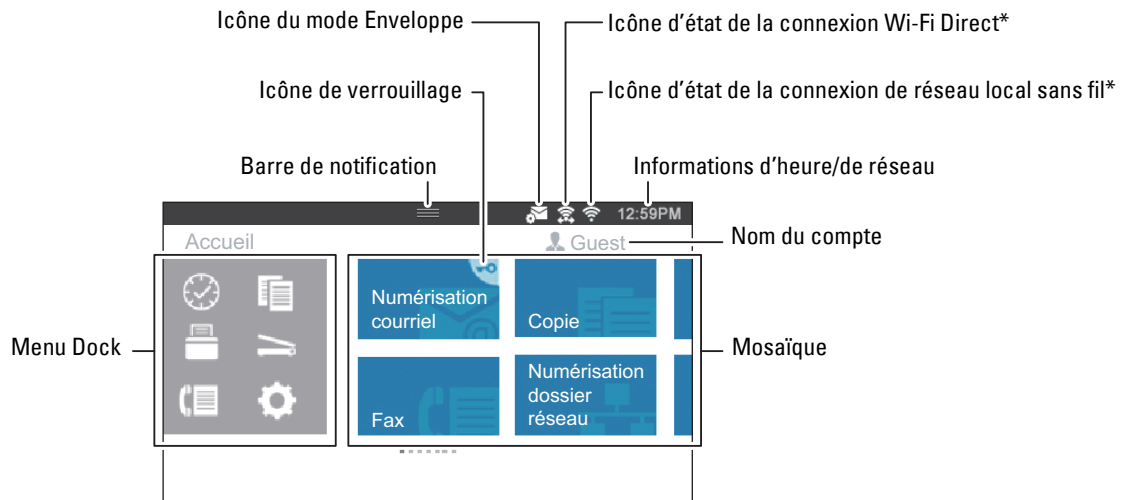 Icône du mode Enveloppe
Icône d'état de la connexion Wi-Fi Direct*
Icône de verrouillage
Icône d'état de la connexion de réseau local sans fil*
Barre de notification
Informations d'heure/de réseau
12:59PM
Accueil
Guest
Nom du compte
Menu Dock
Numérisation
courriel
Copie
Mosaïque
Fax
Numérisation
dossier
réseau